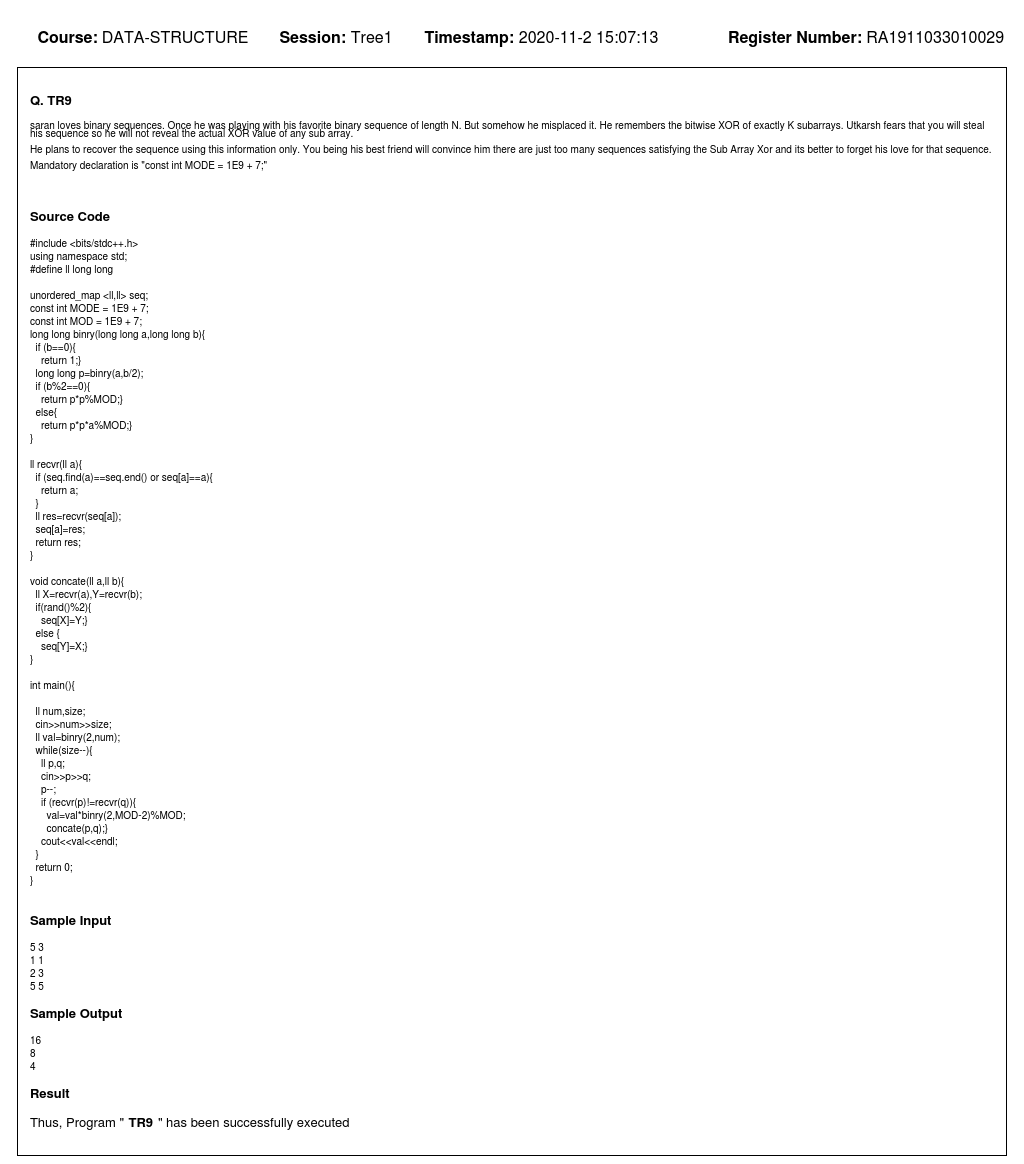 Course: DATA-STRUCTURE Session: Tree1 Timestamp: 2020-11-2 15:07:13 Register Number: RA1911033010029
Q. TR9
saran loves binary sequences. Once he was playing with his favorite binary sequence of length N. But somehow he misplaced it. He remembers the bitwise XOR of exactly K subarrays. Utkarsh fears that you will steal
his sequence so he will not reveal the actual XOR value of any sub array.
He plans to recover the sequence using this information only. You being his best friend will convince him there are just too many sequences satisfying the Sub Array Xor and its better to forget his love for that sequence.
Mandatory declaration is "const int MODE = 1E9 + 7;"
Source Code
#include <bits/stdc++.h>
using namespace std;
#define ll long long
unordered_map <ll,ll> seq;
const int MODE = 1E9 + 7;
const int MOD = 1E9 + 7;
long long binry(long long a,long long b){
if (b==0){
return 1;}
long long p=binry(a,b/2);
if (b%2==0){
return p*p%MOD;}
else{
return p*p*a%MOD;}
}
ll recvr(ll a){
if (seq.find(a)==seq.end() or seq[a]==a){
return a;
}
ll res=recvr(seq[a]);
seq[a]=res;
return res;
}
void concate(ll a,ll b){
ll X=recvr(a),Y=recvr(b);
if(rand()%2){
seq[X]=Y;}
else {
seq[Y]=X;}
}
int main(){
ll num,size;
cin>>num>>size;
ll val=binry(2,num);
while(size--){
ll p,q;
cin>>p>>q;
p--;
if (recvr(p)!=recvr(q)){
val=val*binry(2,MOD-2)%MOD;
concate(p,q);}
cout<<val<<endl;
}
return 0;
}
Sample Input
5 3
1 1
2 3
5 5
Sample Output
16
8
4
Result
Thus, Program " TR9 " has been successfully executed